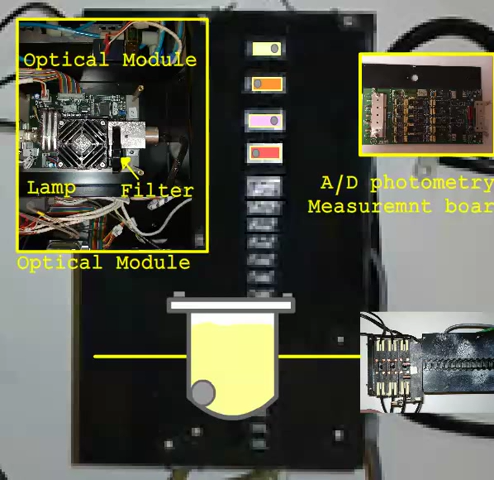 Optical Module
Lamp
Filter
Optical Module
A/D photometry
Measuremnt boar